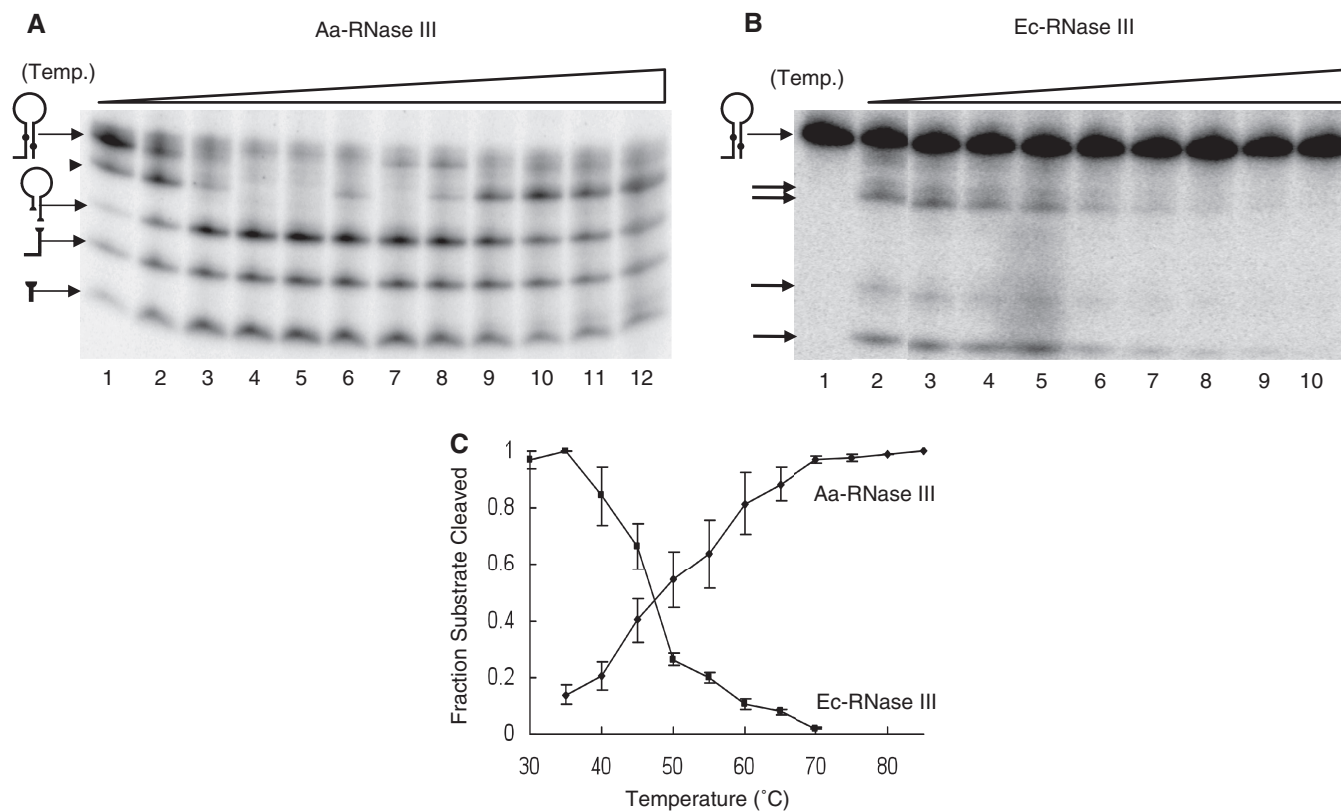 A
Aa-RNase III
(Temp.)
1 2 3 4 5 6 7 8 9 10 11 12
B
Ec-RNase III
(Temp.)
1 2 3 4 5 6 7 8 9 10
C
Fraction Substrate Cleaved
1
0.8
0.6
0.4
0.2
0
Aa-RNase III
Ec-RNase III
30 40 50 60 70 80
Temperature (˚C)